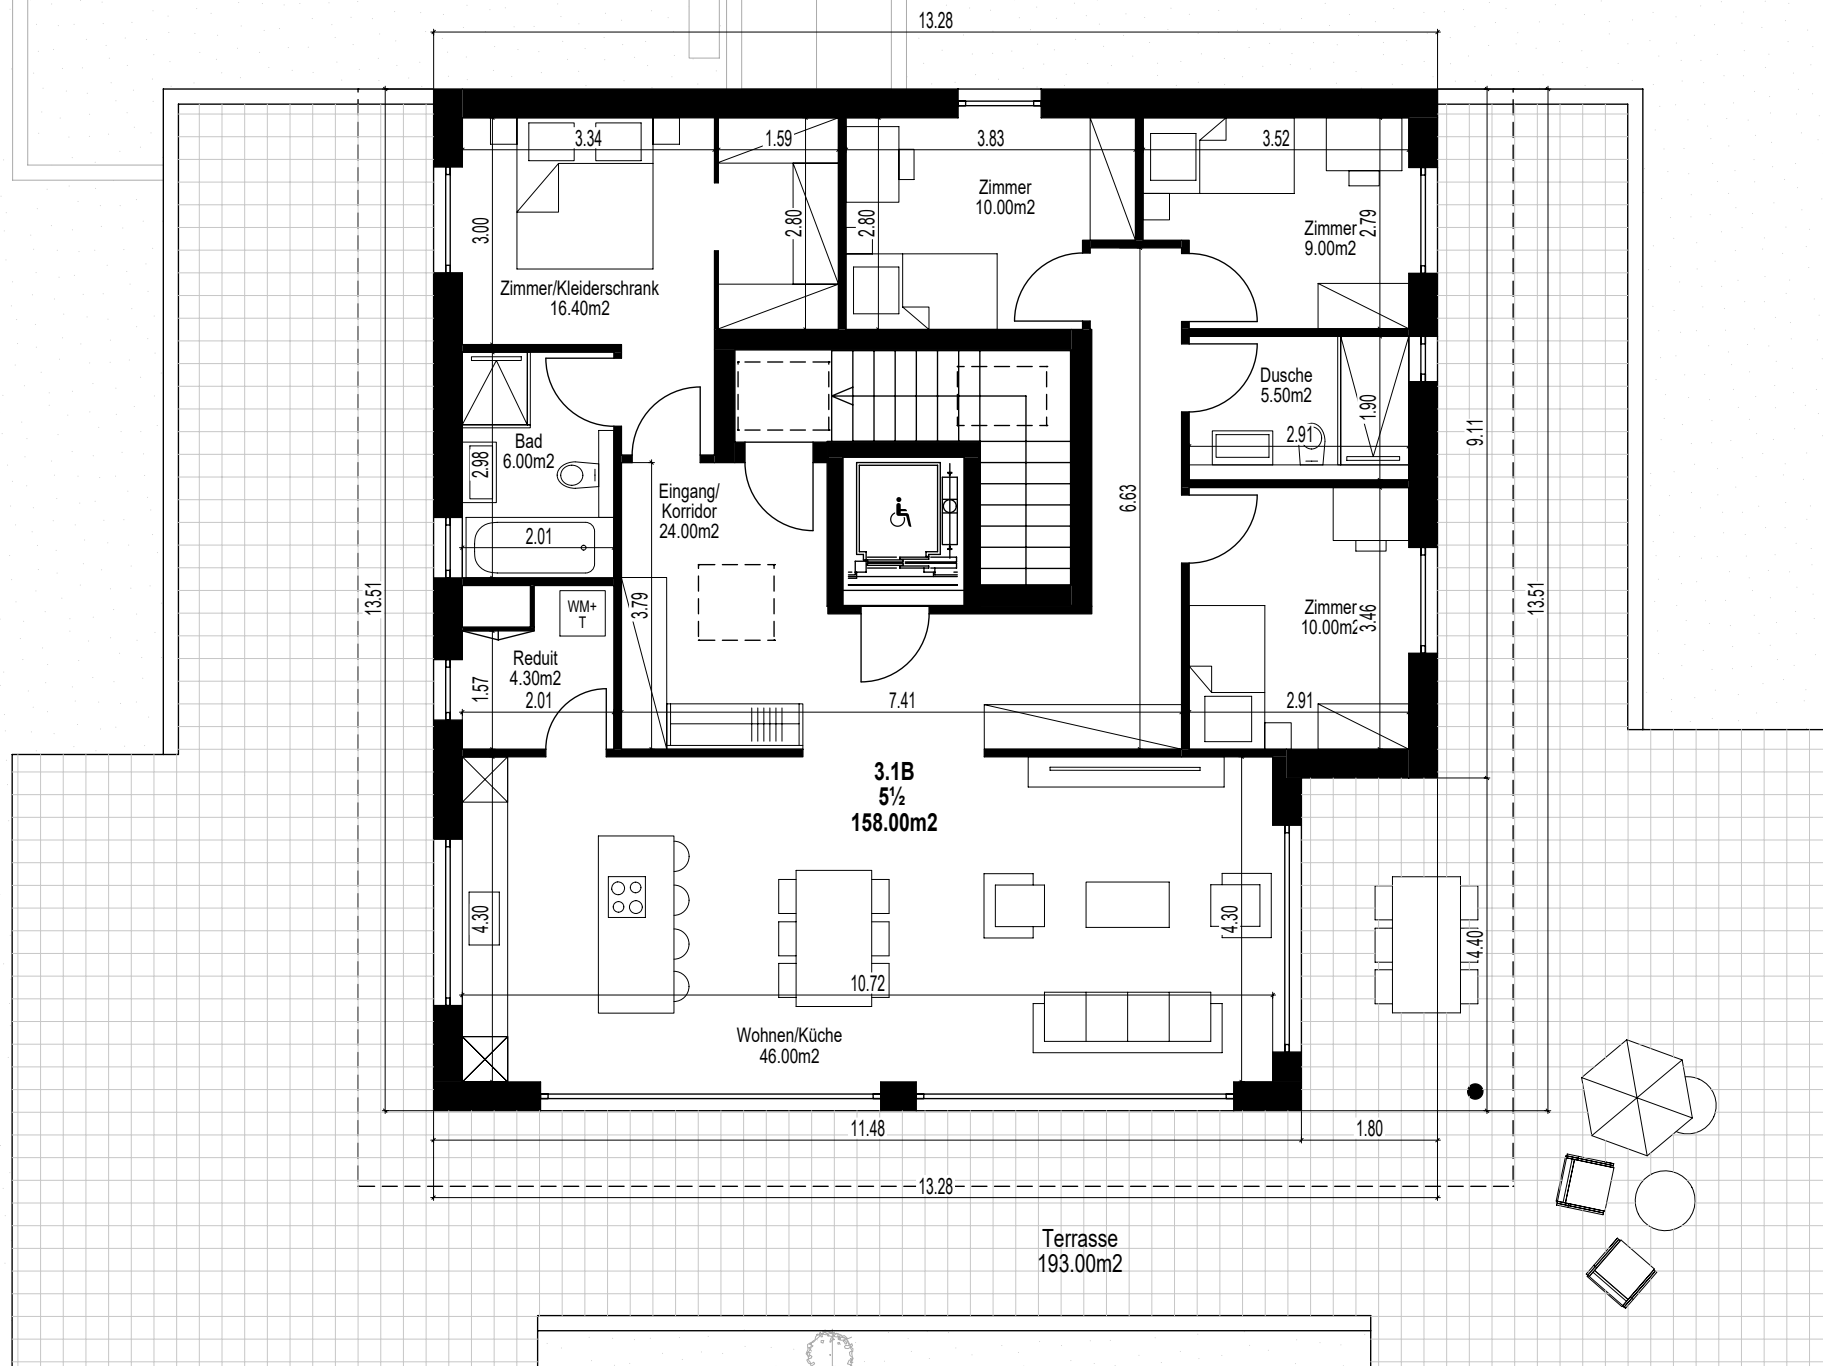 13.28
3.34
1.59
3.83
3.52
Zimmer
10.00m2
3.00
2.80
2.80
Zimmer
9.00m2
2.79
Zimmer/Kleiderschrank
16.40m2
Dusche
5.50m2
1.90
2.91
9.11
Bad
6.00m2
2.98
Eingang/
Korridor
24.00m2
6.63
2.01
13.51
3.79
WM+
T
Zimmer
10.00m2
3.46
13.51
Reduit
4.30m2
1.57
2.01
7.41
2.91
3.1B
5½
158.00m2
4.30
4.30
4.40
10.72
Wohnen/Küche
46.00m2
11.48
1.80
13.28
Terrasse
193.00m2